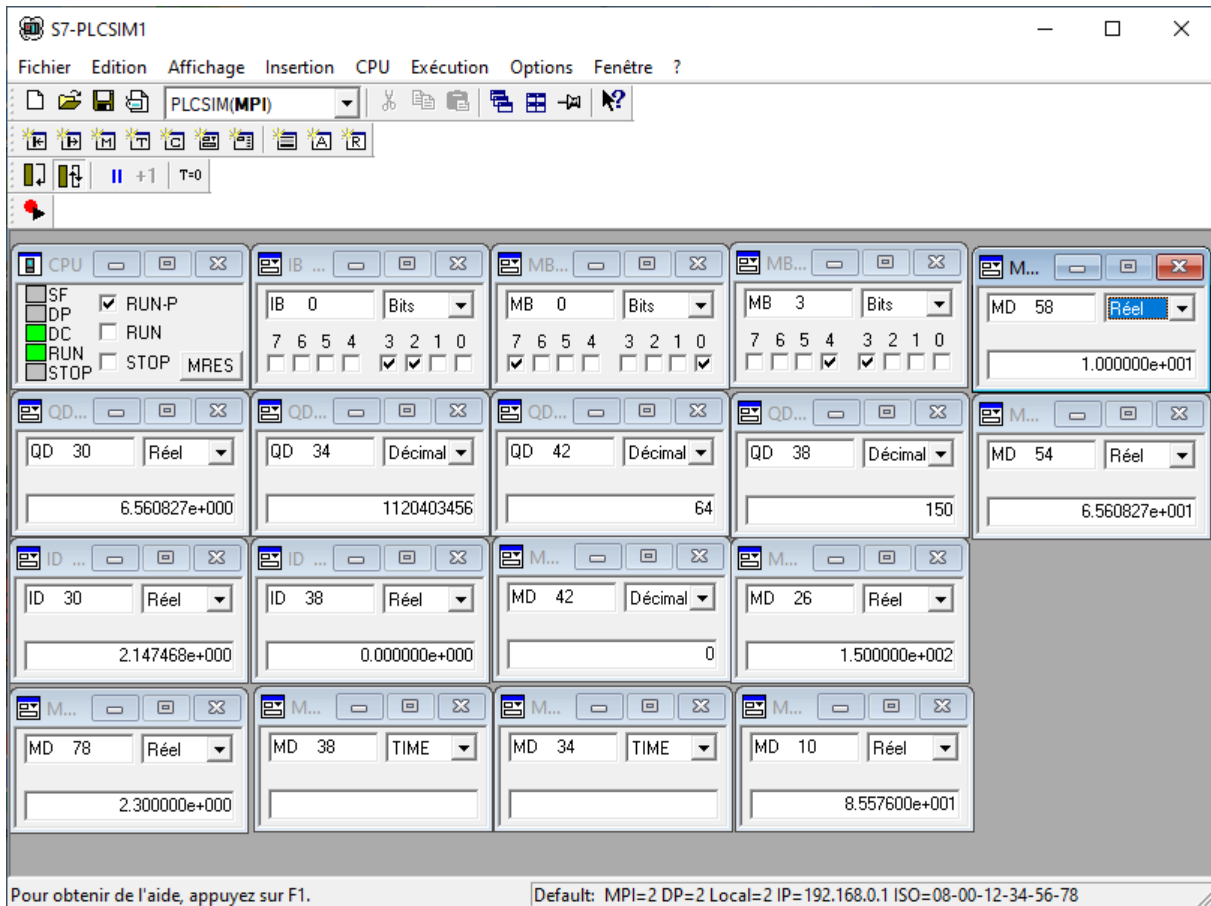 S7-PLCSIM1
Fichier Edition Affichage Insertion CPU Exécution Options Fenêtre ?
PLCSIM(MPI)
+1 T=0
CPU IB ... MB... MB... M...
SF
DP
DC
RUN
STOP
RUN-P
RUN
STOP MRES
IB 0 Bits
7 6 5 4 3 2 1 0
MB 0 Bits
7 6 5 4 3 2 1 0
MB 3 Bits
7 6 5 4 3 2 1 0
MD 58 Réel
1.000000e+001
QD... QD... QD... QD... M...
QD 30 Réel
6.560827e+000
QD 34 Décimal
1120403456
QD 42 Décimal
64
QD 38 Décimal
150
MD 54 Réel
6.560827e+001
ID ... ID ... M... M...
ID 30 Réel
2.147468e+000
ID 38 Réel
0.000000e+000
MD 42 Décimal
0
MD 26 Réel
1.500000e+002
M... M... M... M...
MD 78 Réel
2.300000e+000
MD 38 TIME
MD 34 TIME
MD 10 Réel
8.557600e+001
Pour obtenir de l'aide, appuyez sur F1.
Default: MPI=2 DP=2 Local=2 IP=192.168.0.1 ISO=08-00-12-34-56-78